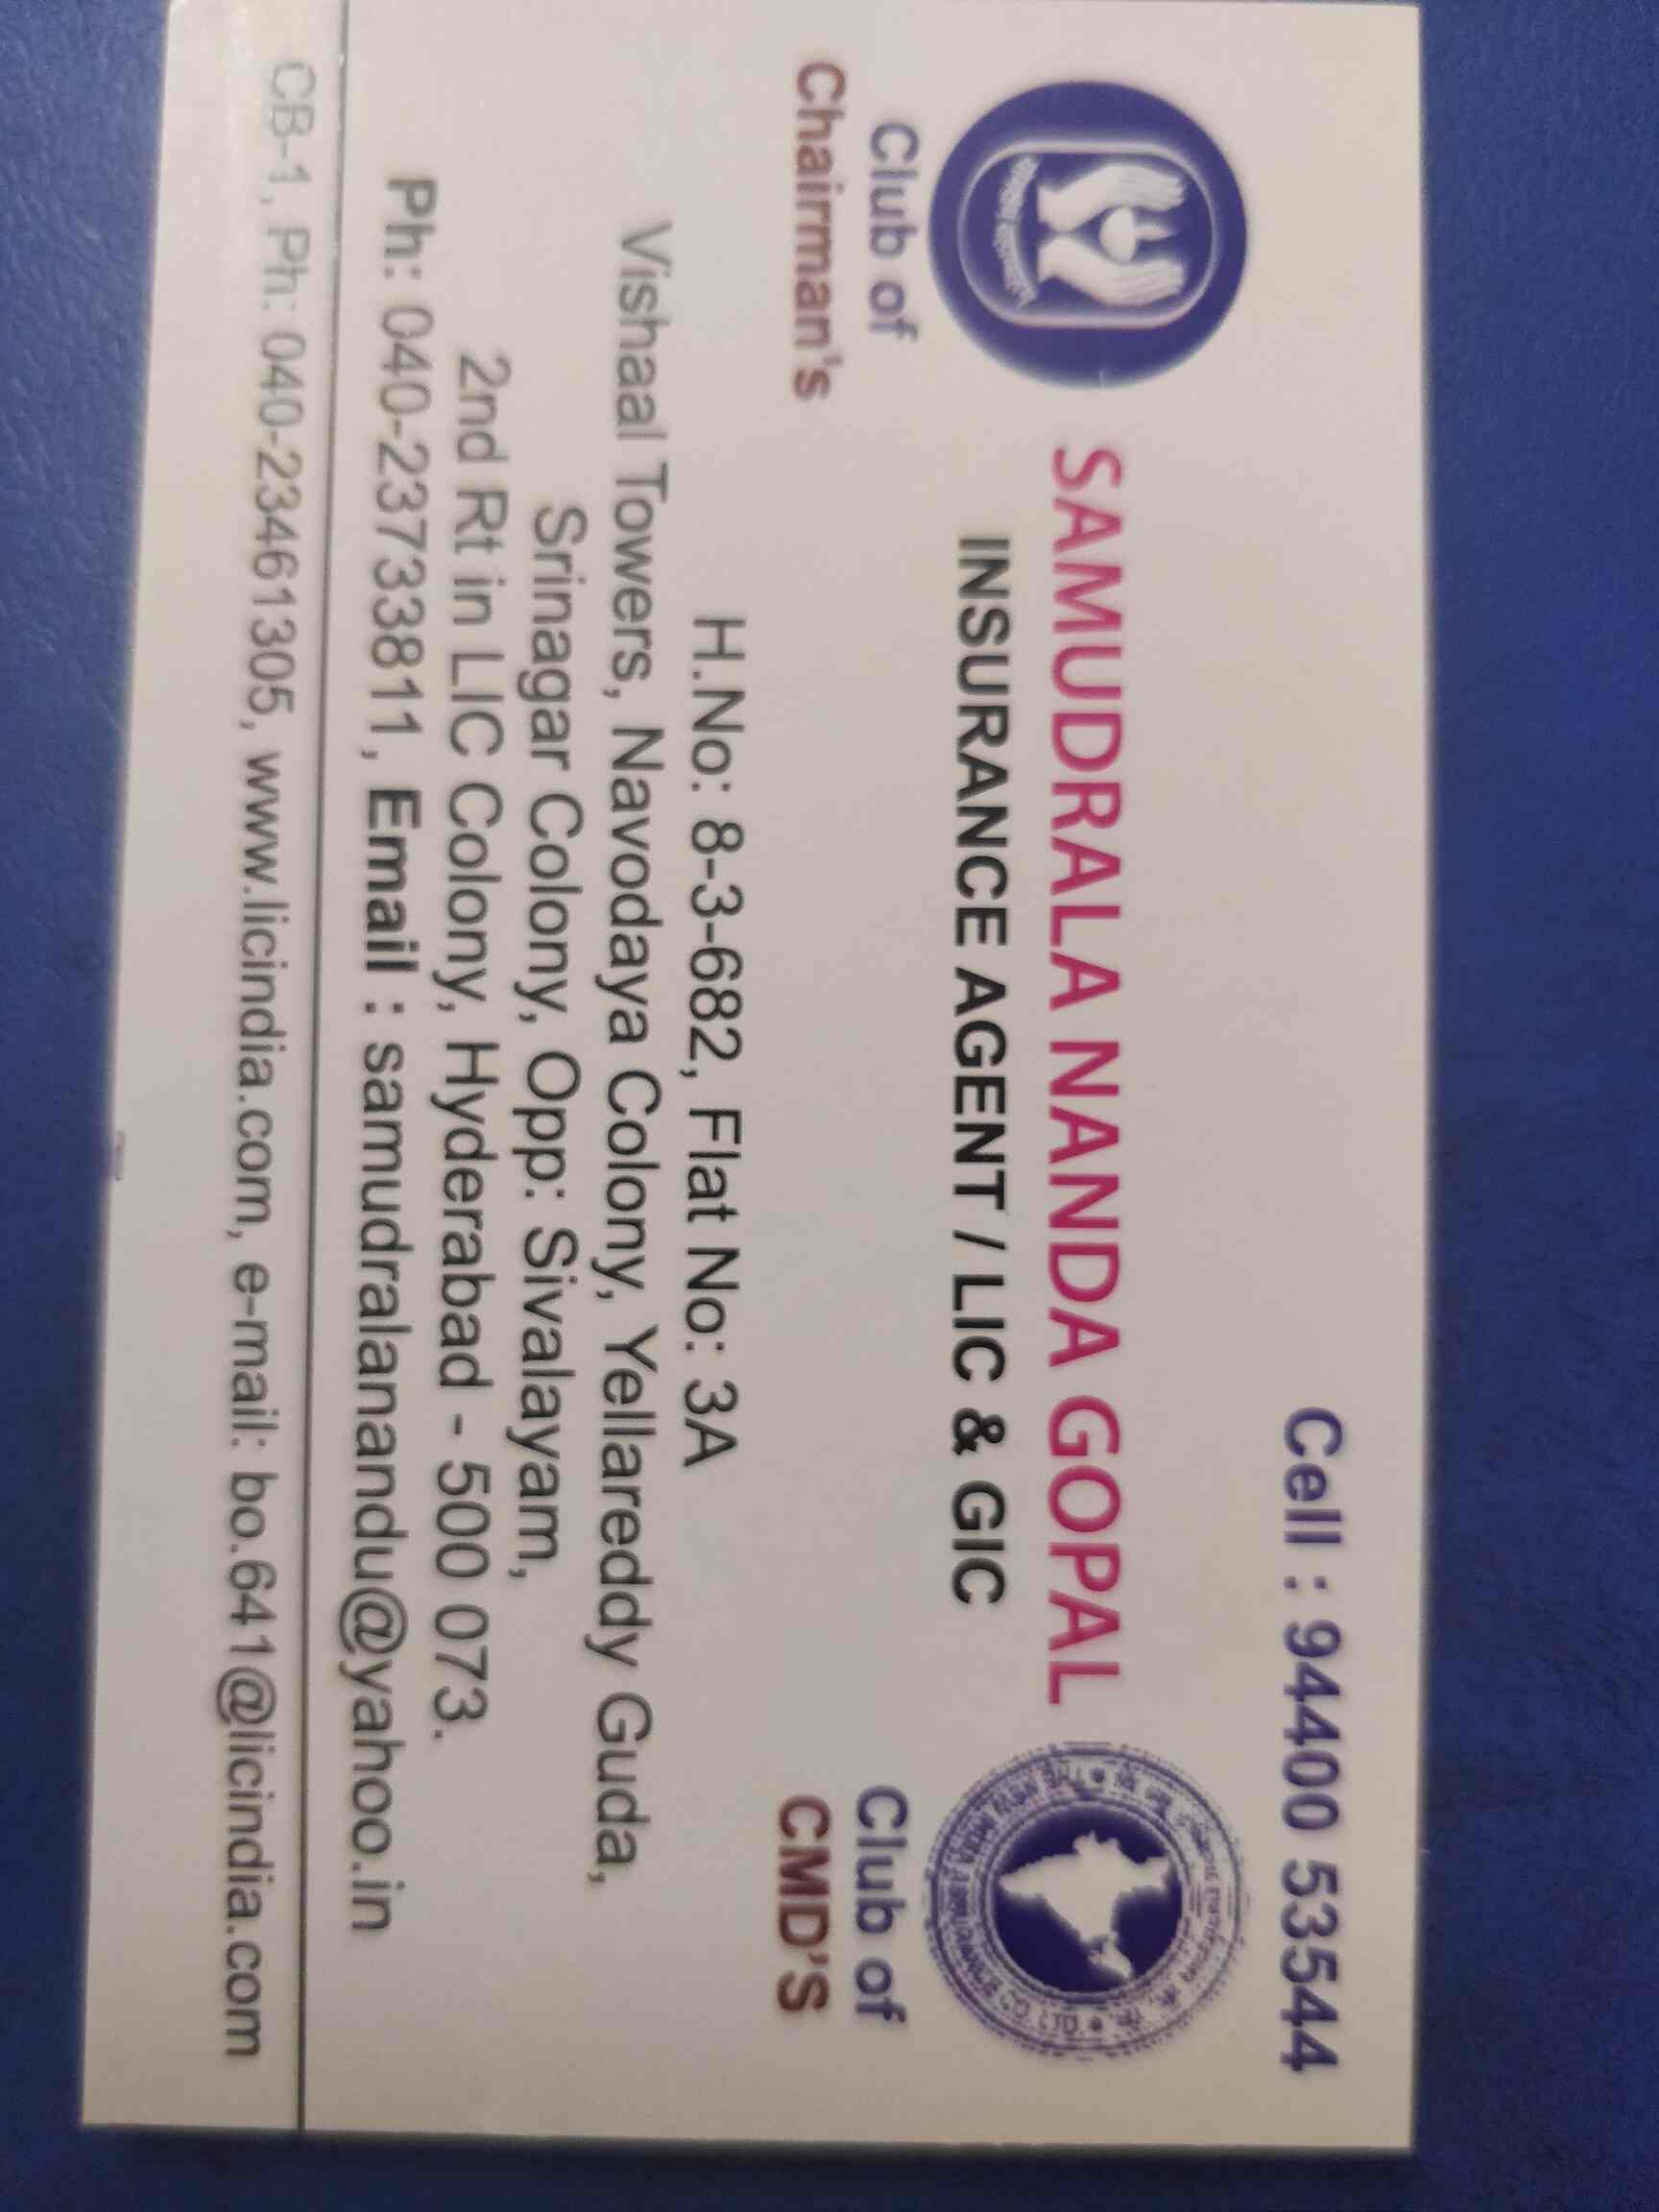 Cell : 94400 53544
SAMUDRALA NANDA GOPAL
INSURANCE AGENT / LIC & GIC
Club of
Chairman's
Club of
CMD'S
H.No: 8-3-682, Flat No: 3A
Vishaal Towers, Navodaya Colony, Yellareddy Guda,
Srinagar Colony, Opp: Sivalayam,
2nd Rt in LIC Colony, Hyderabad - 500 073.
Ph: 040-23733811, Email : samudralanandu@yahoo.in
CB-1, Ph: 040-23461305, www.licindia.com, e-mail: bo.641@licindia.com